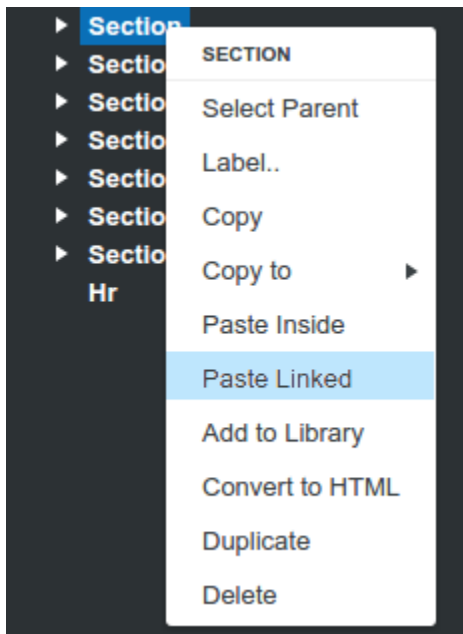 Section
Sectio
Sectio
Sectio
Sectio
Sectio
Sectio
Hr
SECTION
Select Parent
Label..
Copy
Copy to
Paste Inside
Paste Linked
Add to Library
Convert to HTML
Duplicate
Delete